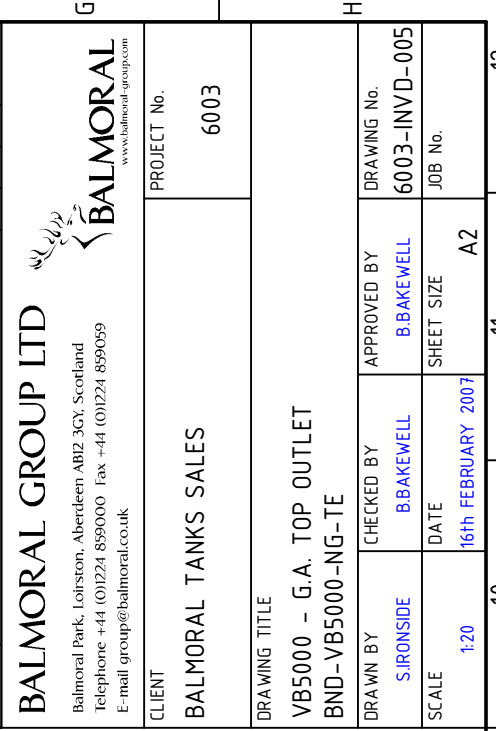 G
H
BALMORAL GROUP LTD
Balmoral Park, Loirston, Aberdeen AB12 3GY, Scotland
Telephone +44 (0)1224 859000 Fax +44 (0)1224 859059
E-mail group@balmoral.co.uk
BALMORAL
www.balmoral-group.com
CLIENT
BALMORAL TANKS SALES
PROJECT No.
6003
DRAWING TITLE
VB5000 - G.A. TOP OUTLET
BND-VB5000-NG-TE
DRAWN BY
S.IRONSIDE
CHECKED BY
B.BAKEWELL
APPROVED BY
B.BAKEWELL
DRAWING No.
6003-INVD-005
SCALE
1:20
DATE
16th FEBRUARY 2007
SHEET SIZE
A2
JOB No.